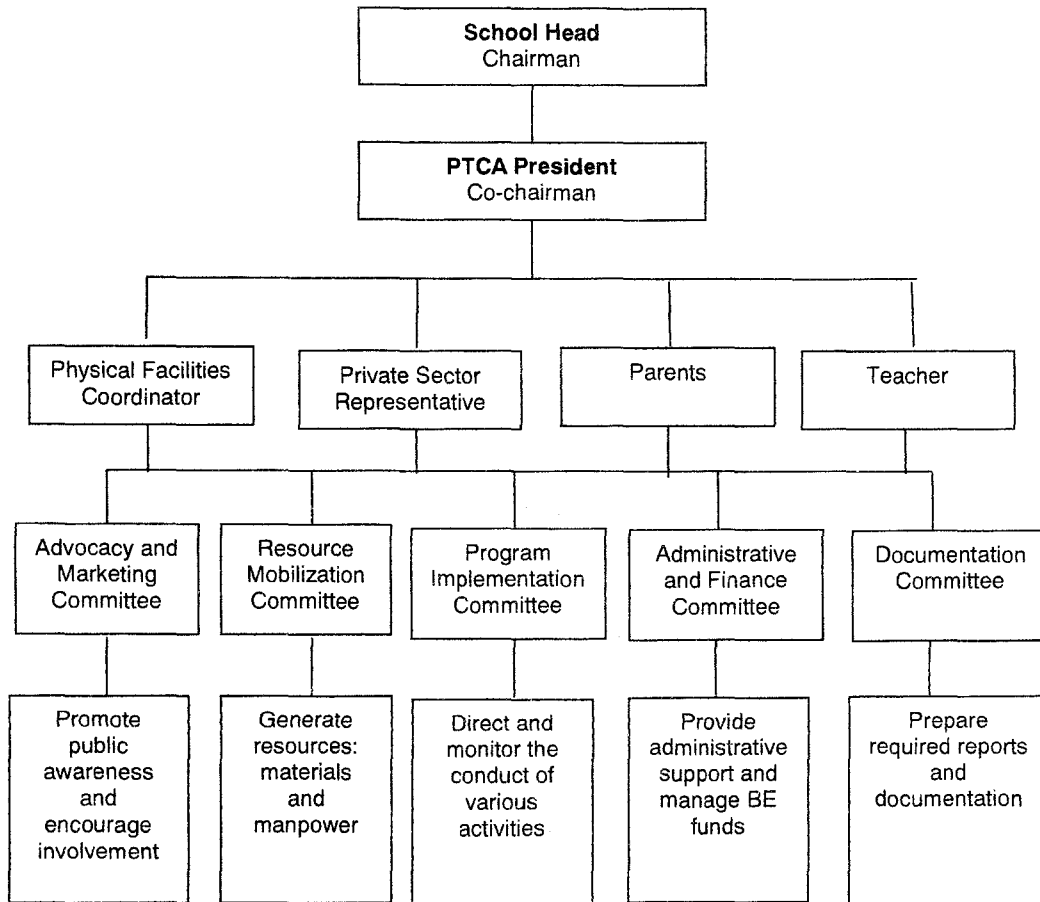 School Head
Chairman
PTCA President
Co-chairman
Physical Facilities
Coordinator
Private Sector
Representative
Parents
Teacher
Advocacy and
Marketing
Committee
Resource
Mobilization
Committee
Program
Implementation
Committee
Administrative
and Finance
Committee
Documentation
Committee
Promote
public
awareness
and
encourage
involvement
Generate
resources:
materials
and
manpower
Direct and
monitor the
conduct of
various
activities
Provide
administrative
support and
manage BE
funds
Prepare
required reports
and
documentation